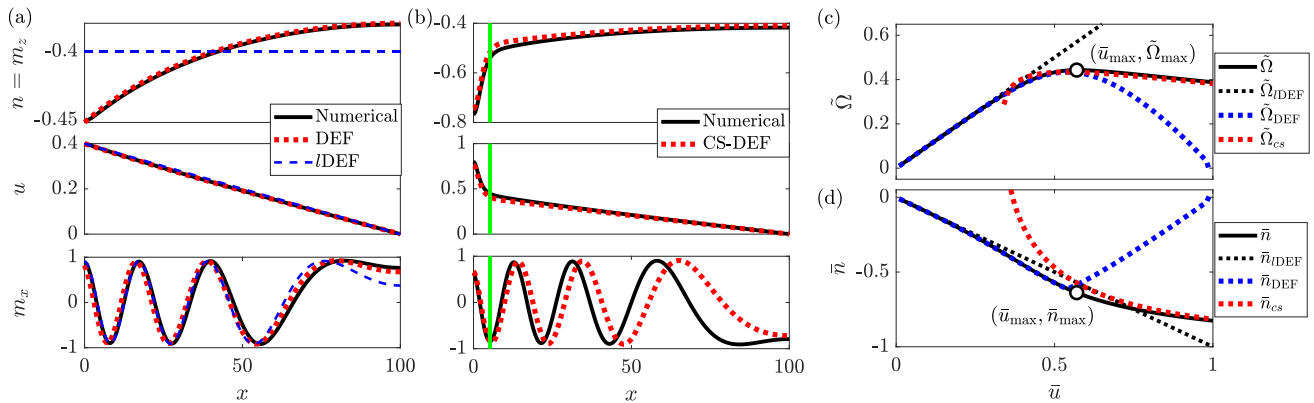 (a)
n = m_z
-0.4
-0.45
Numerical
DEF
lDEF
u
0.4
0.2
0
m_x
1
0
-1
0
50
100
x
(b)
-0.4
-0.6
-0.8
Numerical
CS-DEF
1
0.5
0
1
0
-1
0
50
100
x
(c)
Ω̃
0.6
0.4
0.2
0
(ū_max, Ω̃_max)
Ω̃
Ω̃_lDEF
Ω̃_DEF
Ω̃_cs
(d)
n̄
0
-0.5
-1
(ū_max, n̄_max)
n̄
n̄_lDEF
n̄_DEF
n̄_cs
0
0.5
1
ū